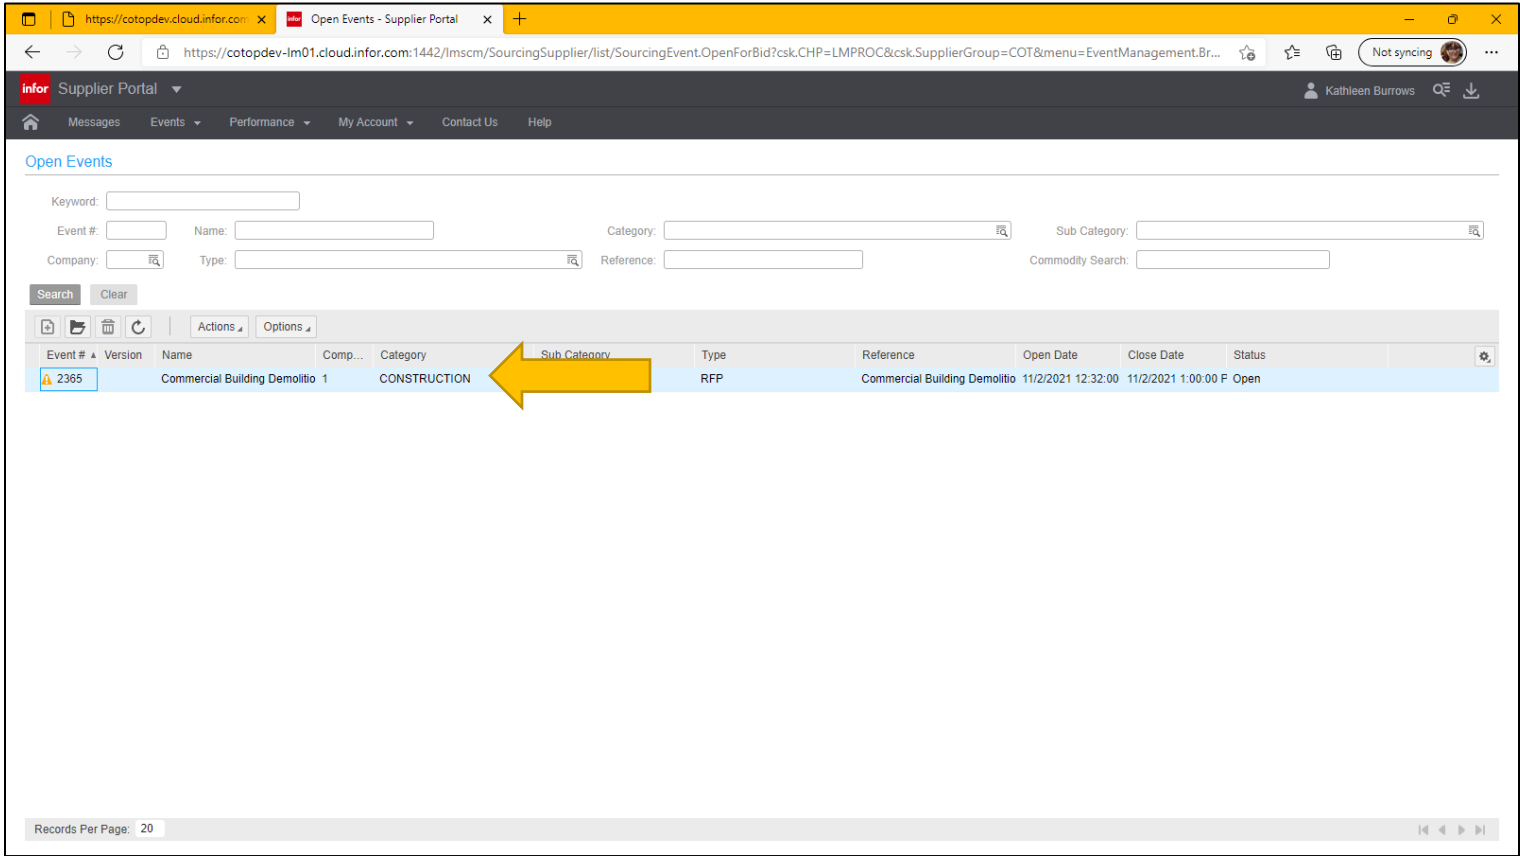 https://cotopdev.cloud.infor.com
infor Open Events - Supplier Portal
https://cotopdev-lm01.cloud.infor.com:1442/lmscm/SourcingSupplier/list/SourcingEvent.OpenForBid?csk.CHP=LMPROC&csk.SupplierGroup=COT&menu=EventManagement.Br... Not syncing
infor Supplier Portal Kathleen Burrows
Messages Events Performance My Account Contact Us Help
Open Events
Keyword:
Event #: Name: Category: Sub Category:
Company: Type: Reference: Commodity Search:
Search Clear
Actions Options
Event # Version Name Comp... Category Sub Category Type Reference Open Date Close Date Status
2365 Commercial Building Demolitio 1 CONSTRUCTION RFP Commercial Building Demolitio 11/2/2021 12:32:00 11/2/2021 1:00:00 P Open
Records Per Page: 20